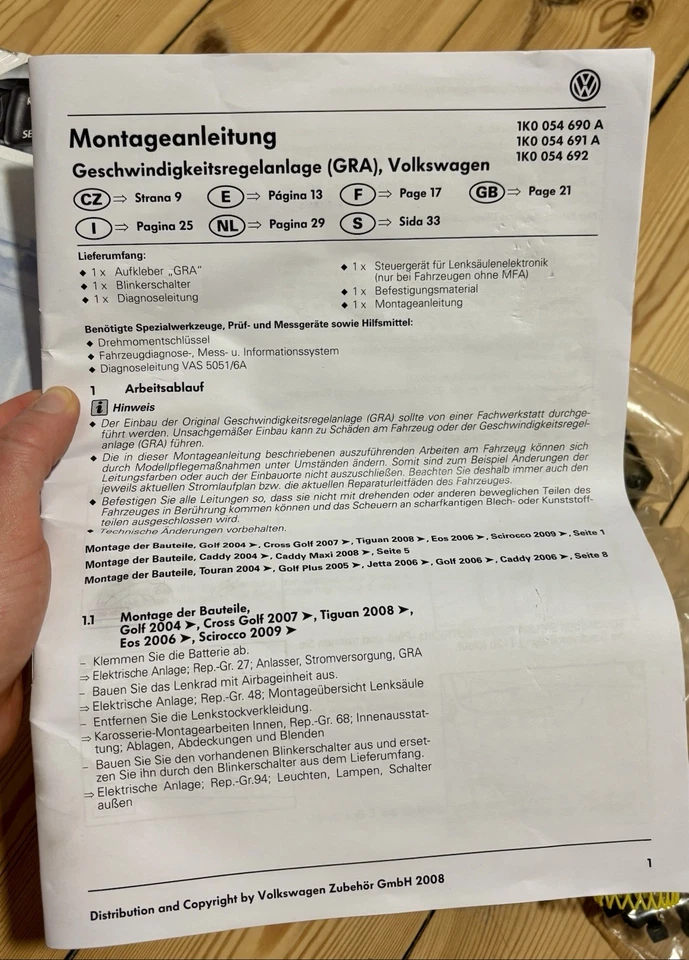 VW
Montageanleitung
1K0 054 690 A
1K0 054 691 A
1K0 054 692
Geschwindigkeitsregelanlage (GRA), Volkswagen
CZ ⇒ Strana 9 E ⇒ Página 13 F ⇒ Page 17 GB ⇒ Page 21
I ⇒ Pagina 25 NL ⇒ Pagina 29 S ⇒ Sida 33
Lieferumfang:
◆ 1 x Aufkleber „GRA“
◆ 1 x Blinkerschalter
◆ 1 x Diagnoseleitung
◆ 1 x Steuergerät für Lenksäulenelektronik
(nur bei Fahrzeugen ohne MFA)
◆ 1 x Befestigungsmaterial
◆ 1 x Montageanleitung
Benötigte Spezialwerkzeuge, Prüf- und Messgeräte sowie Hilfsmittel:
◆ Drehmomentschlüssel
◆ Fahrzeugdiagnose-, Mess- u. Informationssystem
◆ Diagnoseleitung VAS 5051/6A
1 Arbeitsablauf
i Hinweis
◆ Der Einbau der Original Geschwindigkeitsregelanlage (GRA) sollte von einer Fachwerkstatt durchge-
führt werden. Unsachgemäßer Einbau kann zu Schäden am Fahrzeug oder der Geschwindigkeitsregel-
anlage (GRA) führen.
◆ Die in dieser Montageanleitung beschriebenen auszuführenden Arbeiten am Fahrzeug können sich
durch Modellpflegemaßnahmen unter Umständen ändern. Somit sind zum Beispiel Änderungen der
Leitungsfarben oder auch der Einbauorte nicht auszuschließen. Beachten Sie deshalb immer auch den
jeweils aktuellen Stromlaufplan bzw. die aktuellen Reparaturleitfäden des Fahrzeuges.
◆ Befestigen Sie alle Leitungen so, dass sie nicht mit drehenden oder anderen beweglichen Teilen des
Fahrzeuges in Berührung kommen können und das Scheuern an scharfkantigen Blech- oder Kunststoff-
teilen ausgeschlossen wird.
◆ Technische Änderungen vorbehalten.
Montage der Bauteile, Golf 2004 ➤, Cross Golf 2007 ➤, Tiguan 2008 ➤, Eos 2006 ➤, Scirocco 2009 ➤, Seite 1
Montage der Bauteile, Caddy 2004 ➤, Caddy Maxi 2008 ➤, Seite 5
Montage der Bauteile, Touran 2004 ➤, Golf Plus 2005 ➤, Jetta 2006 ➤, Golf 2006 ➤, Caddy 2006 ➤, Seite 8
1.1 Montage der Bauteile,
Golf 2004 ➤, Cross Golf 2007 ➤, Tiguan 2008 ➤,
Eos 2006 ➤, Scirocco 2009 ➤
– Klemmen Sie die Batterie ab.
⇒ Elektrische Anlage; Rep.-Gr. 27; Anlasser, Stromversorgung, GRA
– Bauen Sie das Lenkrad mit Airbageinheit aus.
⇒ Elektrische Anlage; Rep.-Gr. 48; Montageübersicht Lenksäule
– Entfernen Sie die Lenkstockverkleidung.
⇒ Karosserie-Montagearbeiten Innen, Rep.-Gr. 68; Innenausstat-
tung; Ablagen, Abdeckungen und Blenden
– Bauen Sie Sie den vorhandenen Blinkerschalter aus und erset-
zen Sie ihn durch den Blinkerschalter aus dem Lieferumfang.
⇒ Elektrische Anlage; Rep.-Gr.94; Leuchten, Lampen, Schalter
außen
1
Distribution and Copyright by Volkswagen Zubehör GmbH 2008